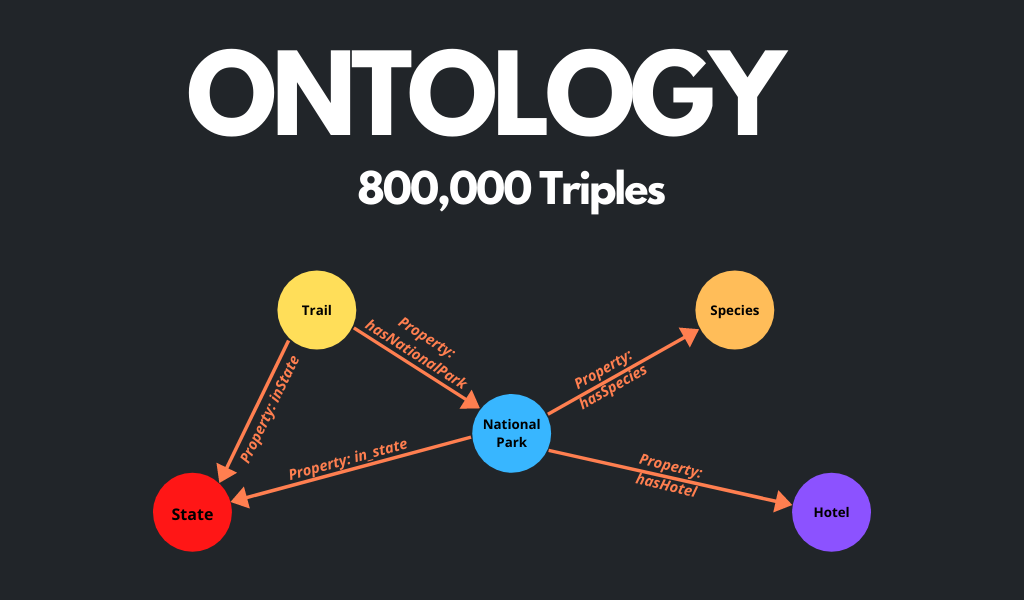 ONTOLOGY
800,000 Triples
Trail
Species
Property:
hasNationalPark
Property:
hasSpecies
Property: inState
National
Park
Property: in_state
Property:
hasHotel
State
Hotel